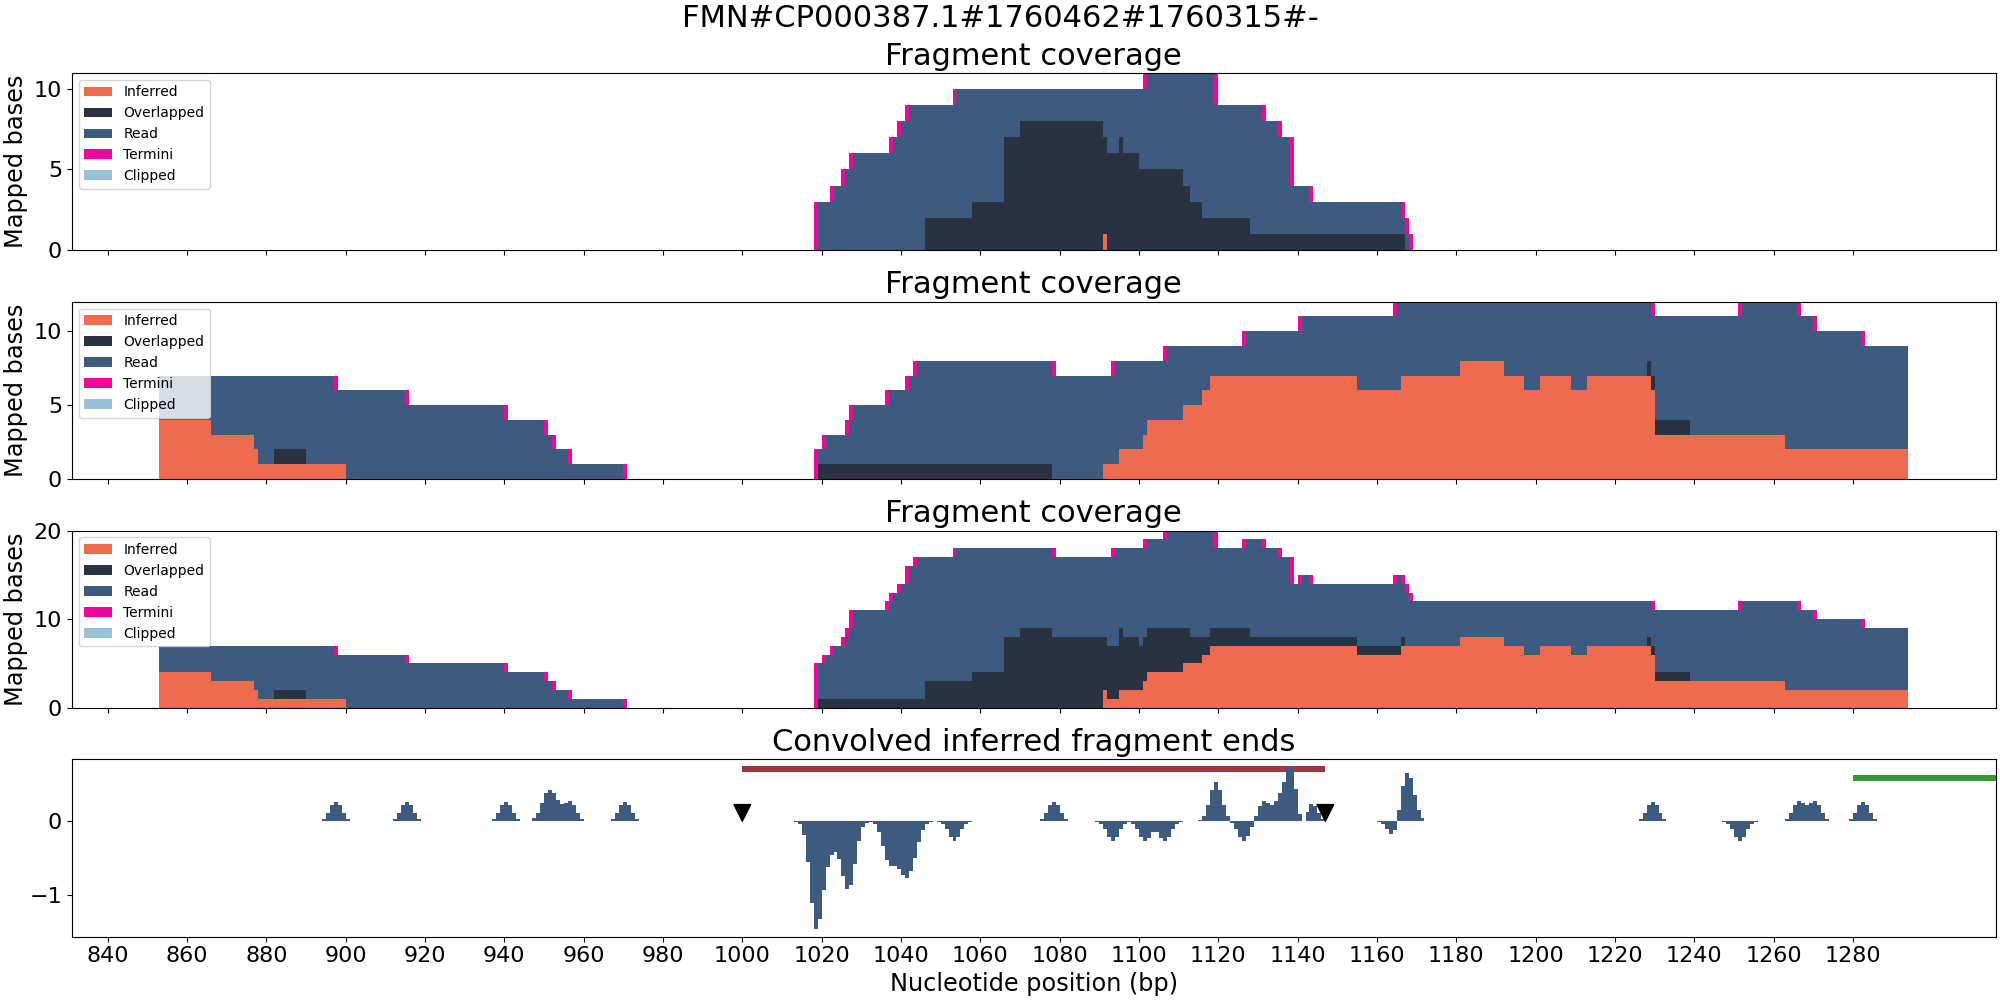 FMN#CP000387.1#1760462#1760315#-
Fragment coverage
Mapped bases
10
5
0
Inferred
Overlapped
Read
Termini
Clipped
Fragment coverage
Mapped bases
10
5
0
Inferred
Overlapped
Read
Termini
Clipped
Fragment coverage
Mapped bases
20
10
0
Inferred
Overlapped
Read
Termini
Clipped
Convolved inferred fragment ends
0
−1
840 860 880 900 920 940 960 980 1000 1020 1040 1060 1080 1100 1120 1140 1160 1180 1200 1220 1240 1260 1280
Nucleotide position (bp)